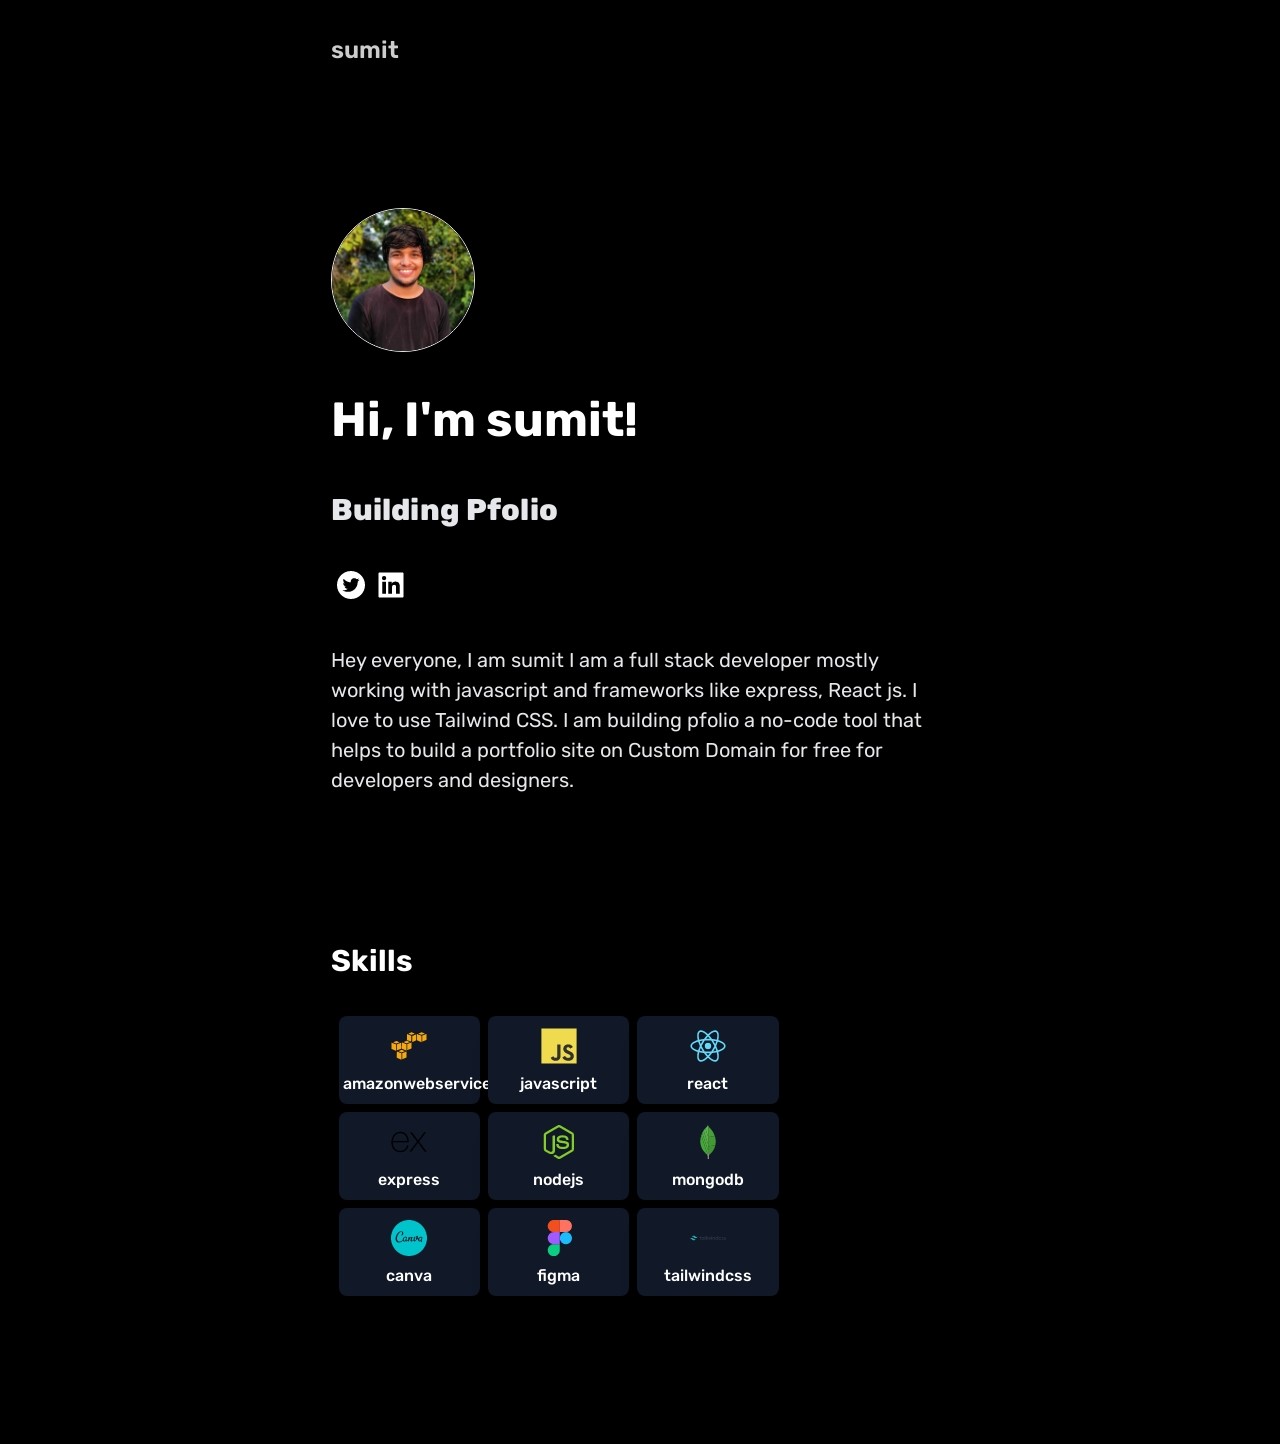 sumit
Hi, I'm sumit!
Building Pfolio
in
Hey everyone, I am sumit I am a full stack developer mostly
working with javascript and frameworks like express, React js. I
love to use Tailwind CSS. I am building pfolio a no-code tool that
helps to build a portfolio site on Custom Domain for free for
developers and designers.
Skills
JS
amazonwebservice
javascript
react
ex
JS
express
nodejs
mongodb
Canva
canva
figma
tailwindcss